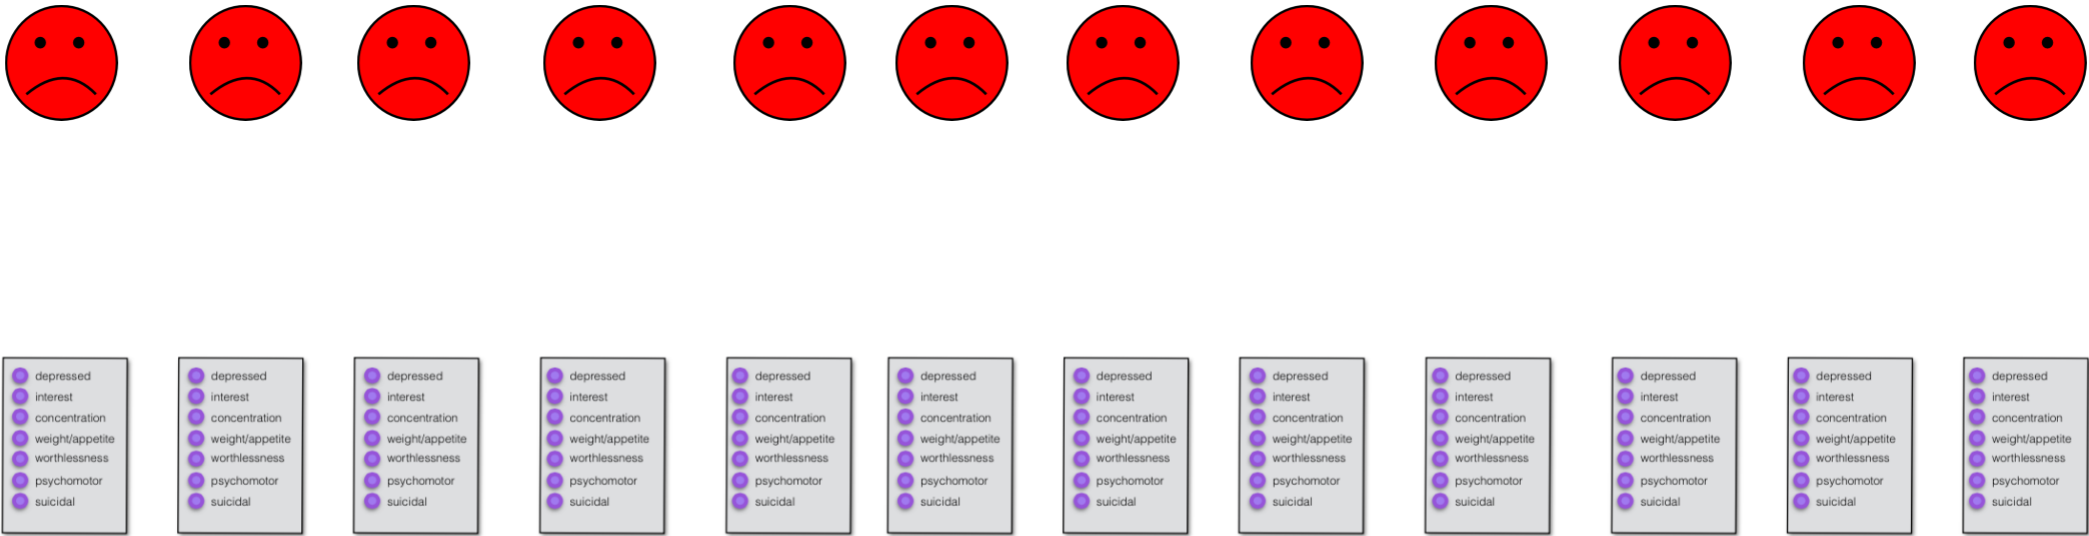 depressed
interest
concentration
weight/appetite
worthlessness
psychomotor
suicidal
depressed
interest
concentration
weight/appetite
worthlessness
psychomotor
suicidal
depressed
interest
concentration
weight/appetite
worthlessness
psychomotor
suicidal
depressed
interest
concentration
weight/appetite
worthlessness
psychomotor
suicidal
depressed
interest
concentration
weight/appetite
worthlessness
psychomotor
suicidal
depressed
interest
concentration
weight/appetite
worthlessness
psychomotor
suicidal
depressed
interest
concentration
weight/appetite
worthlessness
psychomotor
suicidal
depressed
interest
concentration
weight/appetite
worthlessness
psychomotor
suicidal
depressed
interest
concentration
weight/appetite
worthlessness
psychomotor
suicidal
depressed
interest
concentration
weight/appetite
worthlessness
psychomotor
suicidal
depressed
interest
concentration
weight/appetite
worthlessness
psychomotor
suicidal
depressed
interest
concentration
weight/appetite
worthlessness
psychomotor
suicidal